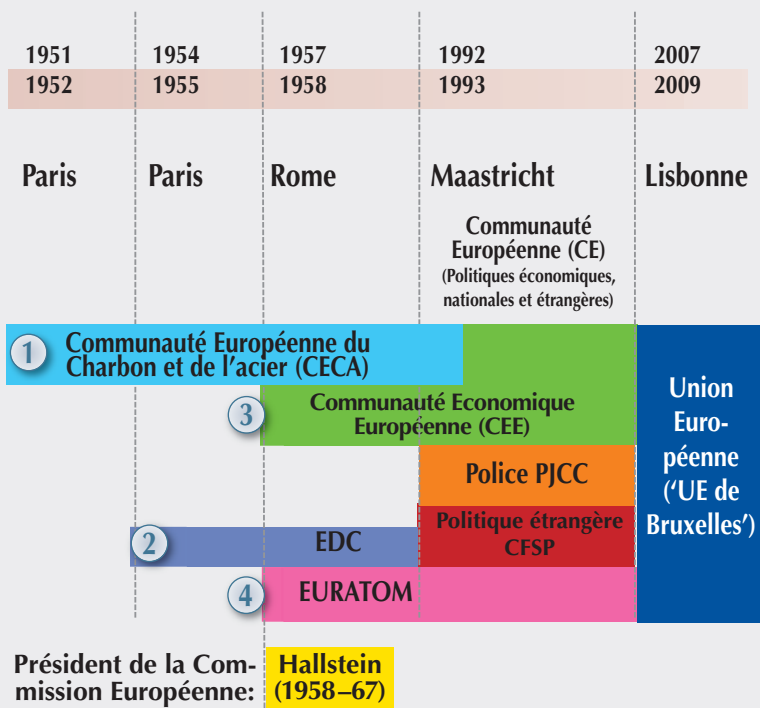 1951 1954 1957 1992 2007
1952 1955 1958 1993 2009
Paris Paris Rome Maastricht Lisbonne
Communauté
Européenne (CE)
(Politiques économiques,
nationales et étrangères)
1 Communauté Européenne du
Charbon et de l'acier (CECA)
3 Communauté Economique
Européenne (CEE)
Police PJCC
Politique étrangère
CFSP
2 EDC
4 EURATOM
Union
Euro-
péenne
('UE de
Bruxelles')
Président de la Com-
mission Européenne:
Hallstein
(1958–67)